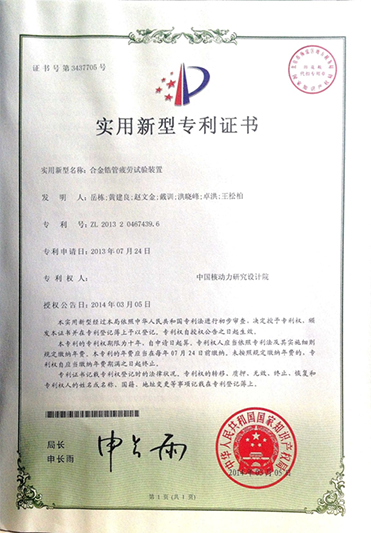 证书号第3437705号
实用新型专利证书
实用新型名称：合金锆管疲劳试验装置
发明人：岳栋;黄建良;赵文金;戴训;洪晓峰;卓洪;王松柏
专利号：ZL 2013 2 0467439.6
专利申请日：2013年07月24日
专利权人：中国核动力研究设计院
授权公告日：2014年03月05日
本实用新型经过本局依照中华人民共和国专利法进行初步审查，决定授予专利权，颁
发本证书并在专利登记簿上予以登记。专利权自授权公告之日起生效。
本专利的专利权期限为十年，自申请日起算。专利权人应当依照专利法及其实施细则
规定缴纳年费。本专利的年费应当在每年07月24日前缴纳。未按照规定缴纳年费的，专
利权自应当缴纳年费期满之日起终止。
专利证书记载专利权登记时的法律状况。专利权的转移、质押、无效、终止、恢复和
专利权人的姓名或名称、国籍、地址变更等事项记载在专利登记簿上。
局长
申长雨
申长雨
中华人民共和国国家知识产权局
2014年03月05日
第1页(共1页)